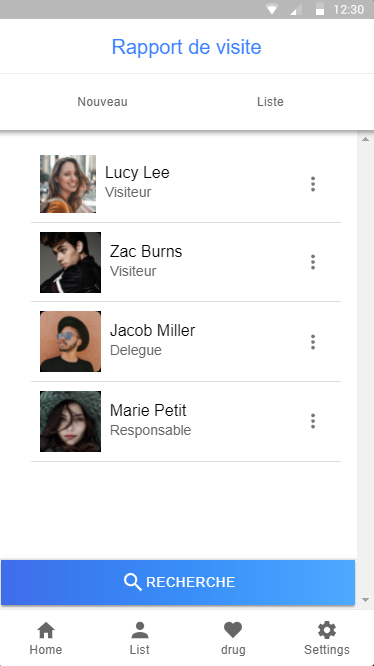 12:30
Rapport de visite
Nouveau
Liste
Lucy Lee
Visiteur
Zac Burns
Visiteur
Jacob Miller
Delegue
Marie Petit
Responsable
RECHERCHE
Home
List
drug
Settings